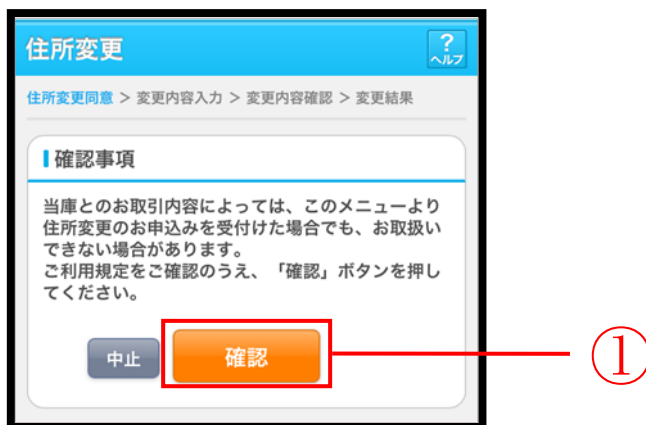 住所変更
?
ヘルプ
住所変更同意 > 変更内容入力 > 変更内容確認 > 変更結果
確認事項
当庫とのお取引内容によっては、このメニューより
住所変更のお申込みを受付けた場合でも、お取扱い
できない場合があります。
ご利用規定をご確認のうえ、「確認」ボタンを押し
てください。
中止
確認
①